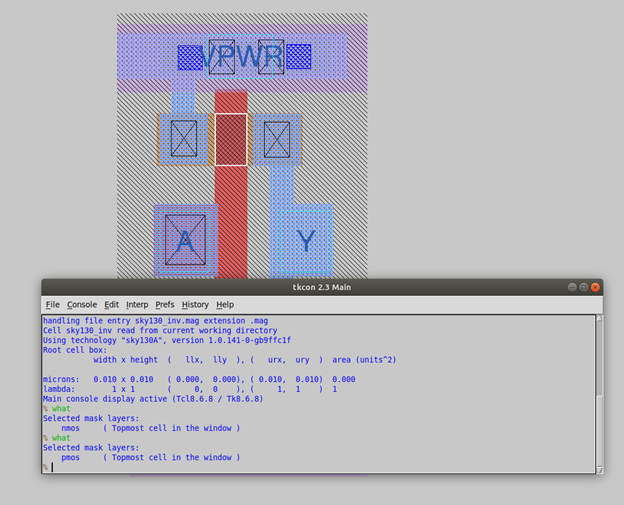 VPWR
A
Y
tkcon 2.3 Main
File Console Edit Interp Prefs History Help
handling file entry sky130_inv.mag extension .mag
Cell sky130_inv read from current working directory
Using technology "sky130A", version 1.0.141-0-gb9ffc1f
Root cell box:
width x height ( llx, lly ), ( urx, ury ) area (units^2)
microns: 0.010 x 0.010 ( 0.000, 0.000), ( 0.010, 0.010) 0.000
lambda: 1 x 1 ( 0, 0 ), ( 1, 1 ) 1
Main console display active (Tcl8.6.8 / Tk8.6.8)
% what
Selected mask layers:
nmos ( Topmost cell in the window )
% what
Selected mask layers:
pmos ( Topmost cell in the window )
%